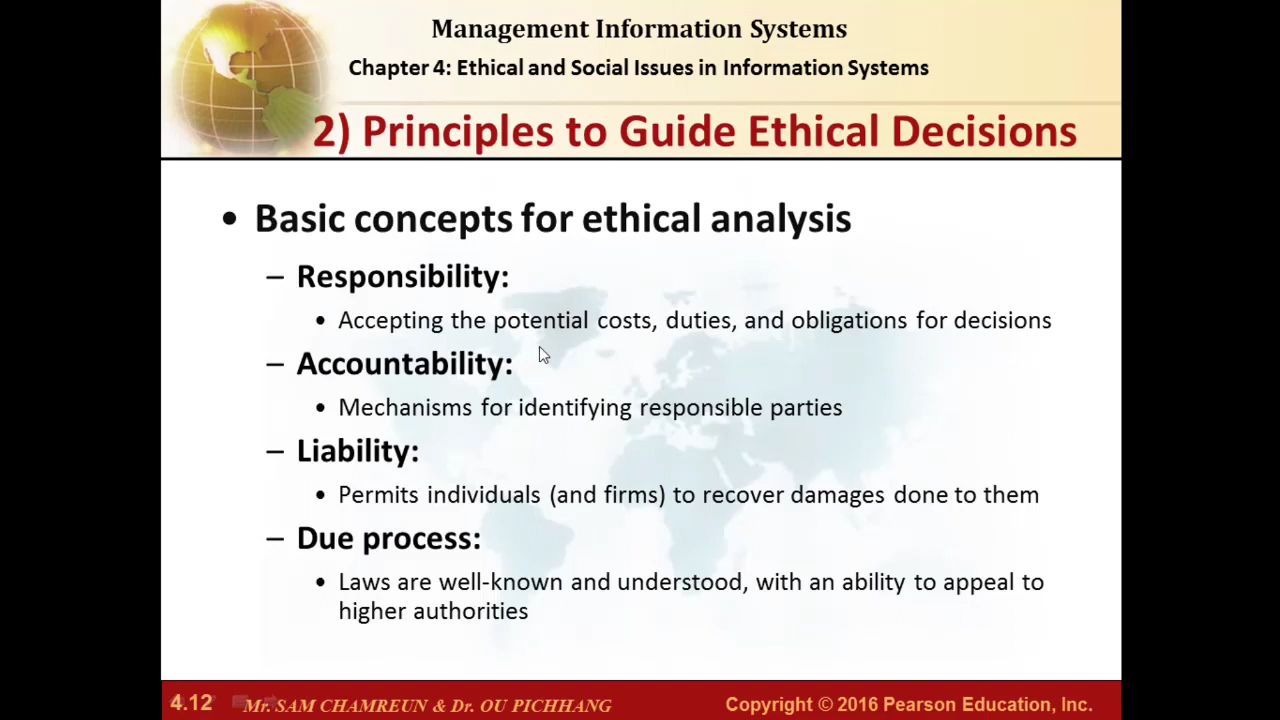 Management Information Systems
Chapter 4: Ethical and Social Issues in Information Systems
2) Principles to Guide Ethical Decisions
• Basic concepts for ethical analysis
– Responsibility:
• Accepting the potential costs, duties, and obligations for decisions
– Accountability:
• Mechanisms for identifying responsible parties
– Liability:
• Permits individuals (and firms) to recover damages done to them
– Due process:
• Laws are well-known and understood, with an ability to appeal to
higher authorities
4.12 Mr. SAM CHAMREUN & Dr. OU PICHHANG Copyright © 2016 Pearson Education, Inc.